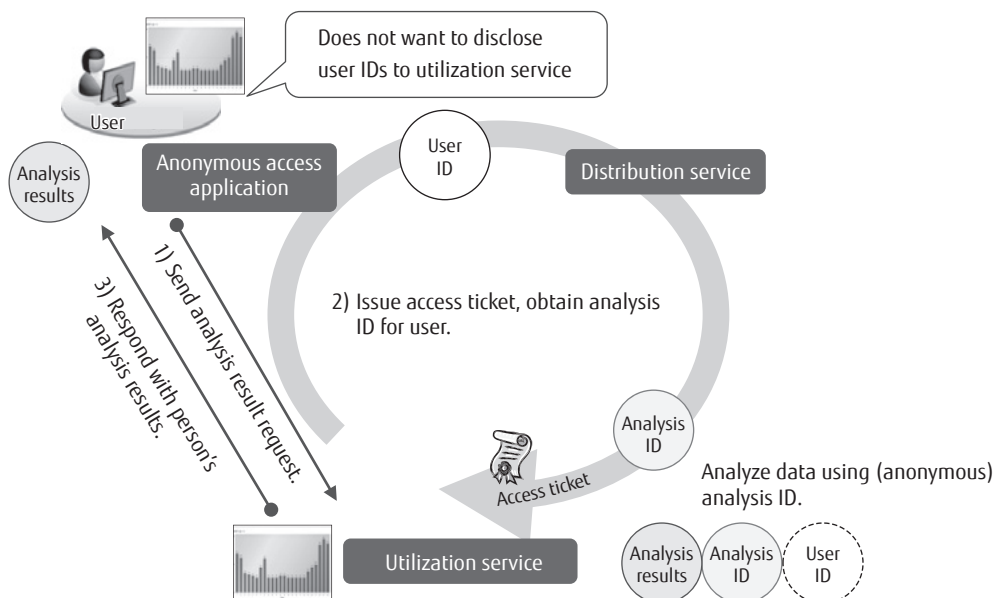 Does not want to disclose
user IDs to utilization service
User
User
ID
Distribution service
Anonymous access
application
Analysis
results
1) Send analysis result request.
2) Issue access ticket, obtain analysis
ID for user.
3) Respond with person's
analysis results.
Analysis
ID
Access ticket
Analyze data using (anonymous)
analysis ID.
Utilization service
Analysis
results
Analysis
ID
User
ID